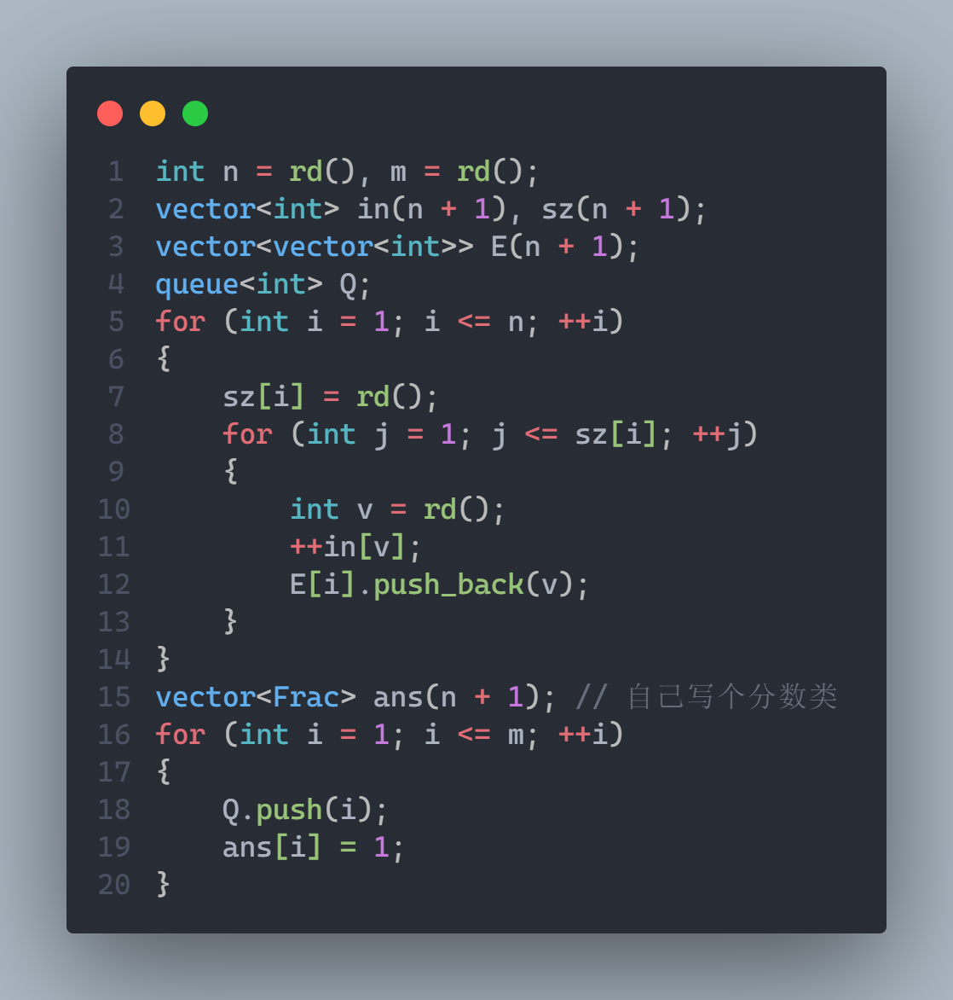 1 int n = rd(), m = rd();
2 vector<int> in(n + 1), sz(n + 1);
3 vector<vector<int>> E(n + 1);
4 queue<int> Q;
5 for (int i = 1; i <= n; ++i)
6 {
7     sz[i] = rd();
8     for (int j = 1; j <= sz[i]; ++j)
9     {
10         int v = rd();
11         ++in[v];
12         E[i].push_back(v);
13     }
14 }
15 vector<Frac> ans(n + 1); // 自己写个分数类
16 for (int i = 1; i <= m; ++i)
17 {
18     Q.push(i);
19     ans[i] = 1;
20 }